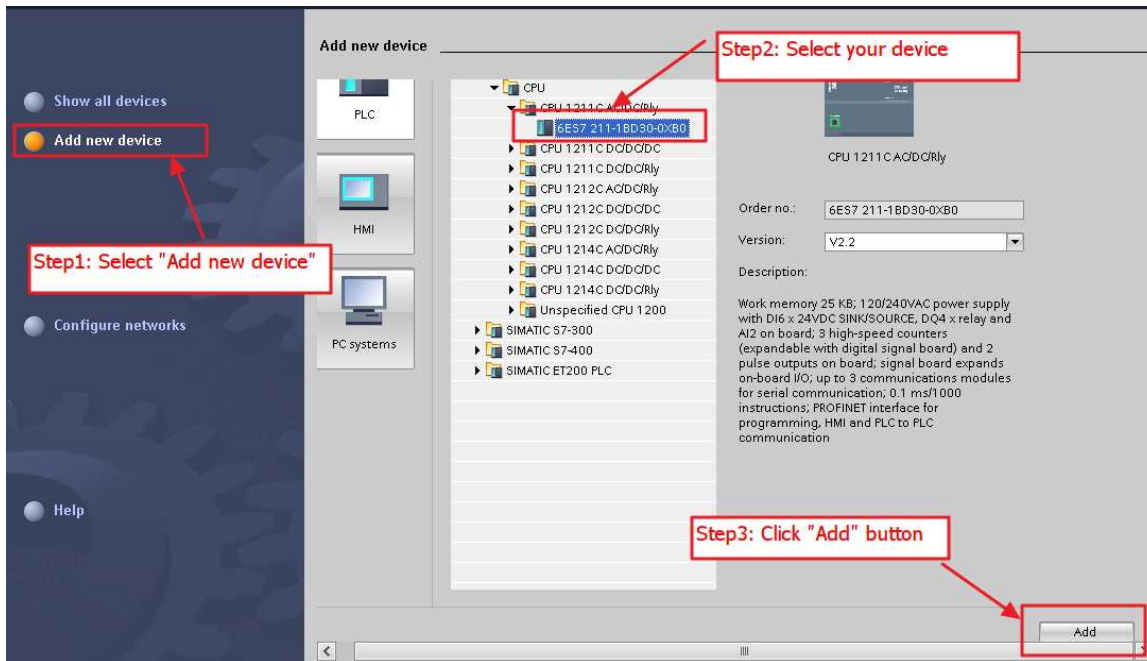 Add new device
Step2: Select your device
Show all devices
Add new device
Step1: Select "Add new device"
Configure networks
Help
PLC
HMI
PC systems
CPU
CPU 1211C AC/DC/Rly
6ES7 211-1BD30-0XB0
CPU 1211C DC/DC/DC
CPU 1211C DC/DC/Rly
CPU 1212C AC/DC/Rly
CPU 1212C DC/DC/DC
CPU 1212C DC/DC/Rly
CPU 1214C AC/DC/Rly
CPU 1214C DC/DC/DC
CPU 1214C DC/DC/Rly
Unspecified CPU 1200
SIMATIC S7-300
SIMATIC S7-400
SIMATIC ET200 PLC
CPU 1211C AC/DC/Rly
Order no.: 6ES7 211-1BD30-0XB0
Version: V2.2
Description:
Work memory 25 KB; 120/240VAC power supply
with DI6 x 24VDC SINK/SOURCE, DQ4 x relay and
AI2 on board; 3 high-speed counters
(expandable with digital signal board) and 2
pulse outputs on board; signal board expands
on-board I/O; up to 3 communications modules
for serial communication; 0.1 ms/1000
instructions; PROFINET interface for
programming, HMI and PLC to PLC
communication
Step3: Click "Add" button
Add